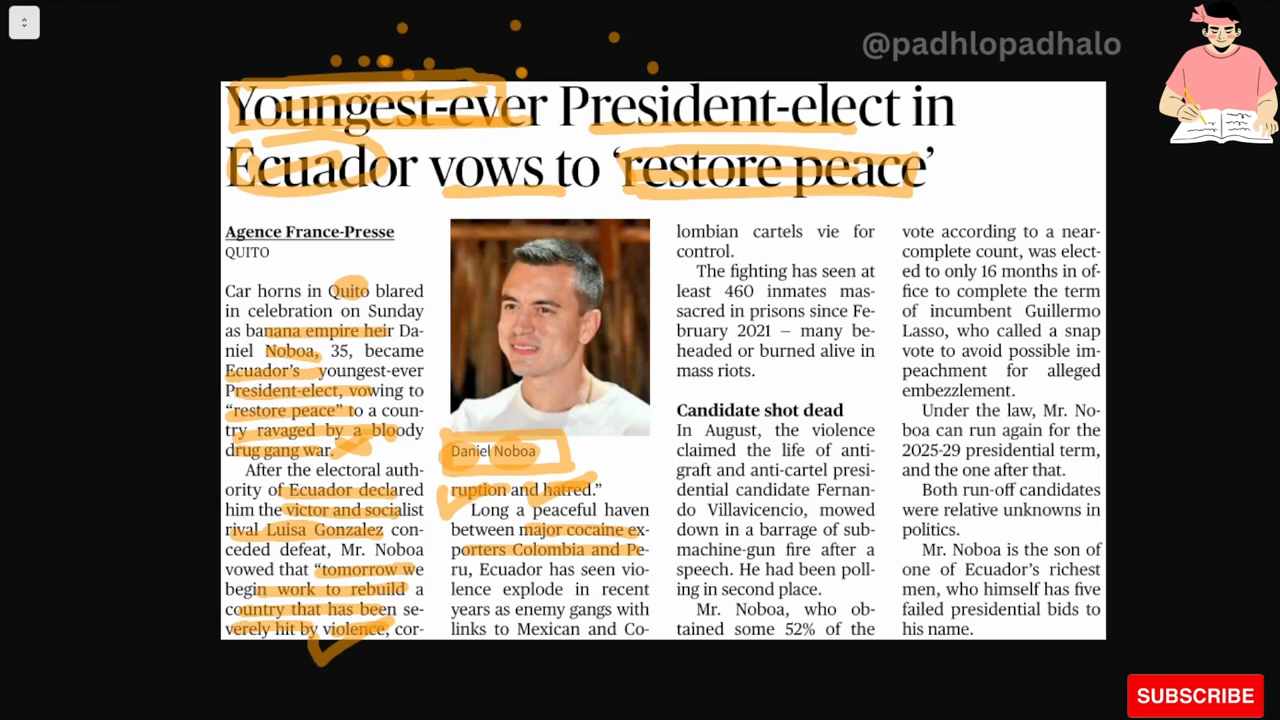 @padhlopadhalo
Youngest-ever President-elect in
Ecuador vows to ‘restore peace’
Agence France-Presse
QUITO
Car horns in Quito blared
in celebration on Sunday
as banana empire heir Da-
niel Noboa, 35, became
Ecuador’s youngest-ever
President-elect, vowing to
“restore peace” to a coun-
try ravaged by a bloody
drug gang war.
After the electoral auth-
ority of Ecuador declared
him the victor and socialist
rival Luisa Gonzalez con-
ceded defeat, Mr. Noboa
vowed that “tomorrow we
begin work to rebuild a
country that has been se-
verely hit by violence, cor-
Daniel Noboa
ruption and hatred.”
Long a peaceful haven
between major cocaine ex-
porters Colombia and Pe-
ru, Ecuador has seen vio-
lence explode in recent
years as enemy gangs with
links to Mexican and Co-
lombian cartels vie for
control.
The fighting has seen at
least 460 inmates mas-
sacred in prisons since Fe-
bruary 2021 — many be-
headed or burned alive in
mass riots.
Candidate shot dead
In August, the violence
claimed the life of anti-
graft and anti-cartel presi-
dential candidate Fernan-
do Villavicencio, mowed
down in a barrage of sub-
machine-gun fire after a
speech. He had been poll-
ing in second place.
Mr. Noboa, who ob-
tained some 52% of the
vote according to a near-
complete count, was elect-
ed to only 16 months in of-
fice to complete the term
of incumbent Guillermo
Lasso, who called a snap
vote to avoid possible im-
peachment for alleged
embezzlement.
Under the law, Mr. No-
boa can run again for the
2025-29 presidential term,
and the one after that.
Both run-off candidates
were relative unknowns in
politics.
Mr. Noboa is the son of
one of Ecuador’s richest
men, who himself has five
failed presidential bids to
his name.
SUBSCRIBE